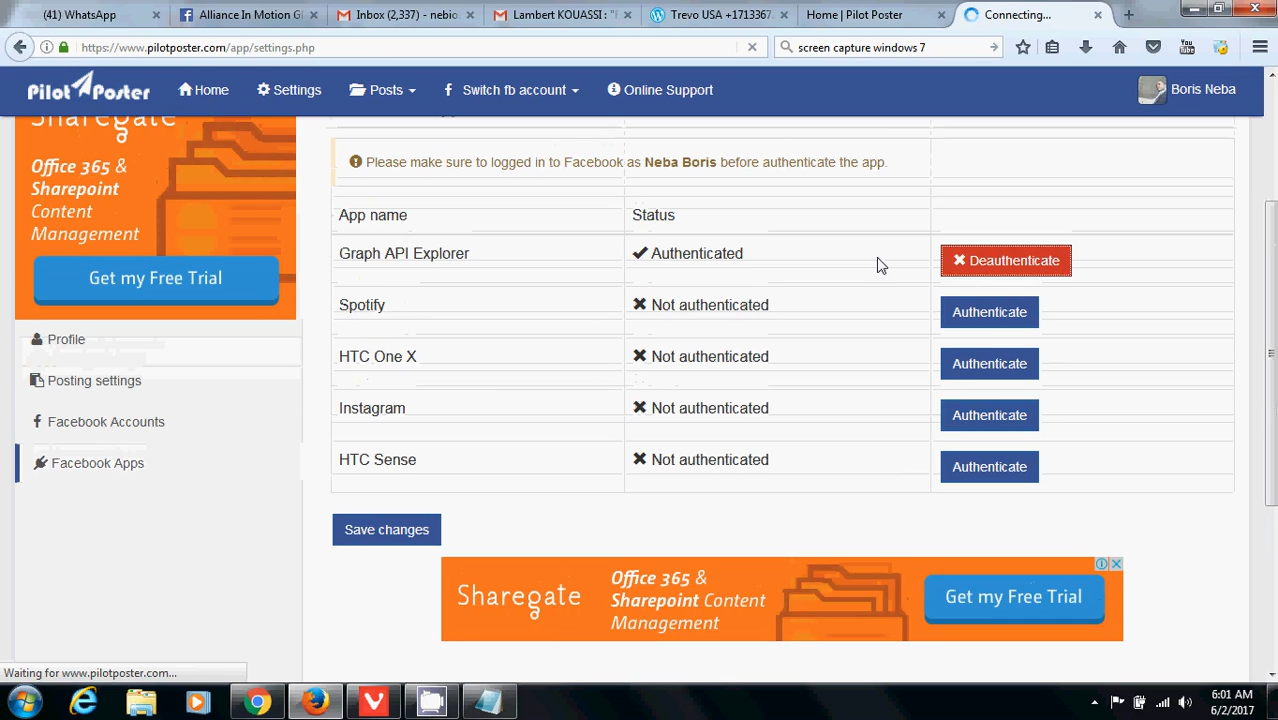 (41) WhatsApp
Alliance In Motion Gl
Inbox (2,337) - nebio
Lambert KOUASSI : "F
Trevo USA +1713367
Home | Pilot Poster
Connecting...
https://www.pilotposter.com/app/settings.php
screen capture windows 7
PilotPoster
Home
Settings
Posts
Switch fb account
Online Support
Boris Neba
Sharegate
Office 365 &
Sharepoint
Content
Management
Get my Free Trial
Profile
Posting settings
Facebook Accounts
Facebook Apps
Please make sure to logged in to Facebook as Neba Boris before authenticate the app.
App name Status
Graph API Explorer Authenticated Deauthenticate
Spotify Not authenticated Authenticate
HTC One X Not authenticated Authenticate
Instagram Not authenticated Authenticate
HTC Sense Not authenticated Authenticate
Save changes
Sharegate
Office 365 &
Sharepoint Content
Management
Get my Free Trial
Waiting for www.pilotposter.com...
6:01 AM
6/2/2017